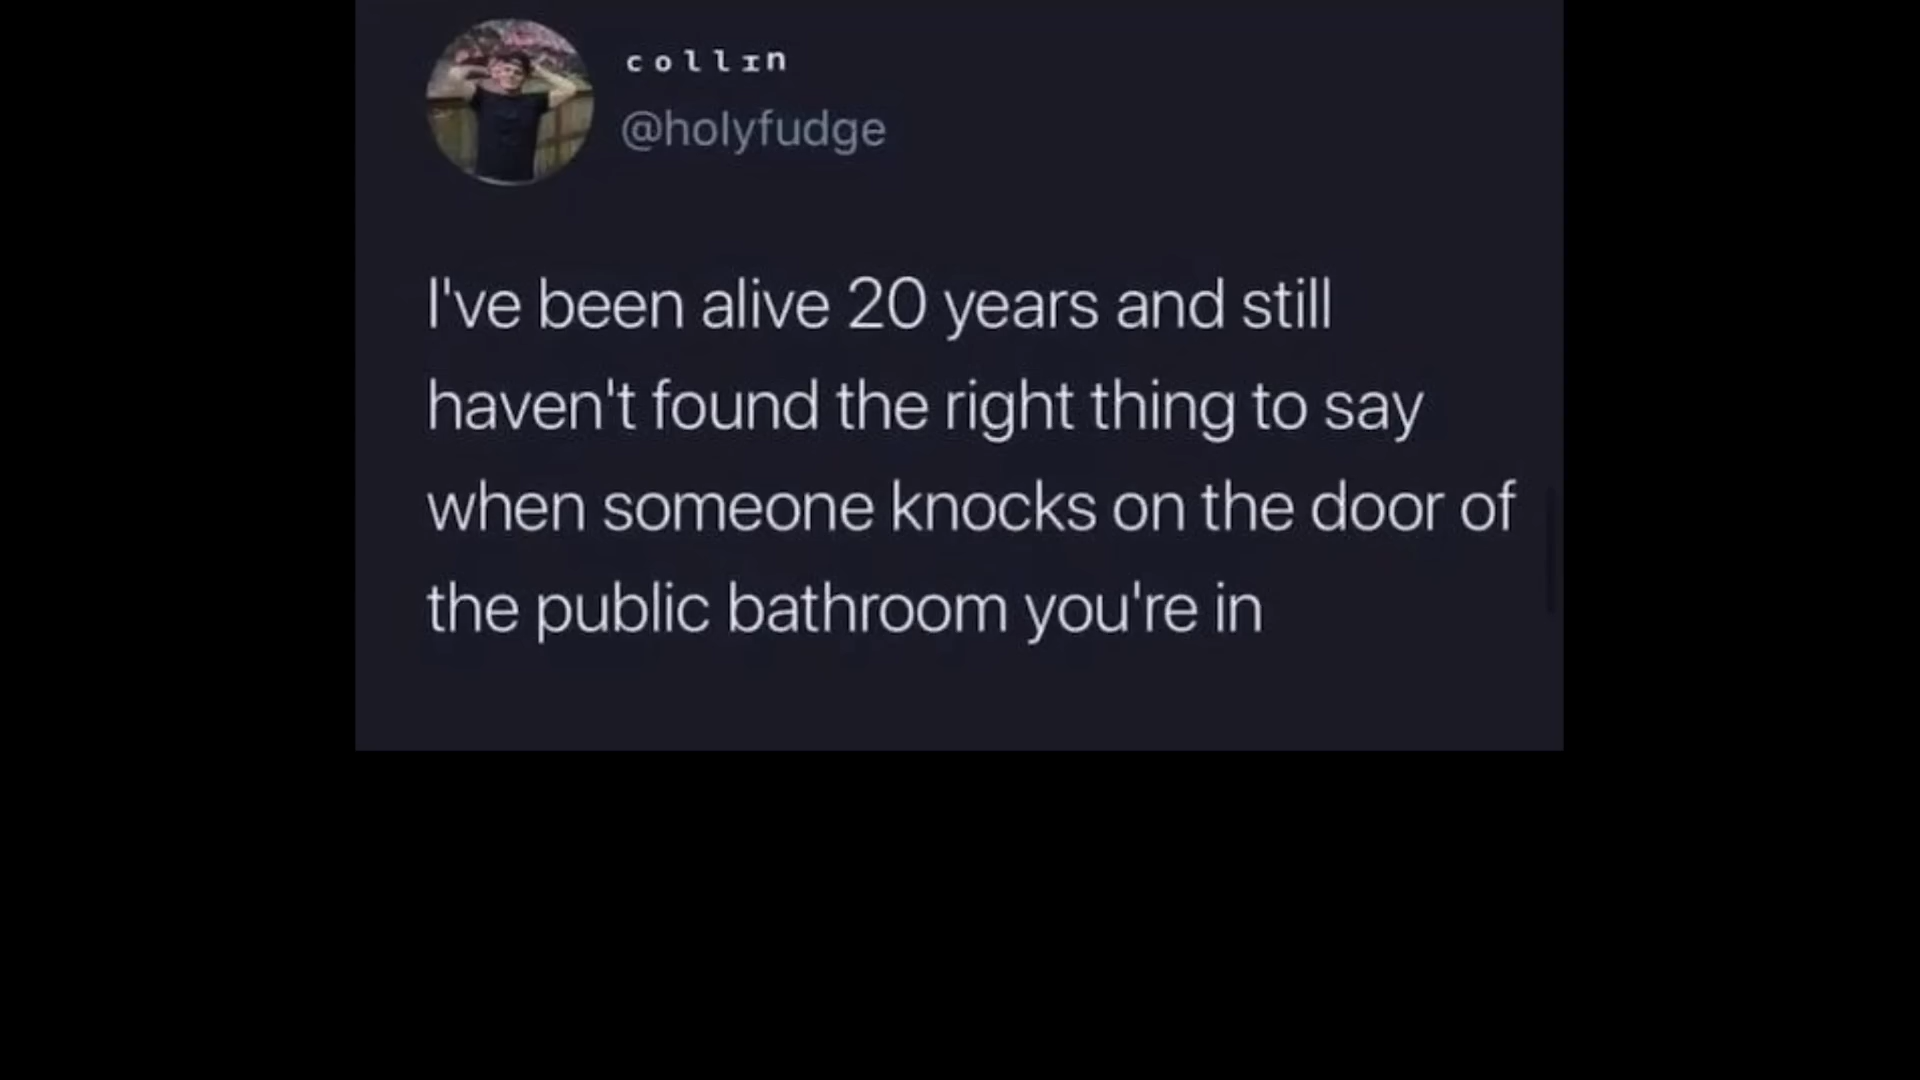 collɪn
@holyfudge
I've been alive 20 years and still
haven't found the right thing to say
when someone knocks on the door of
the public bathroom you're in